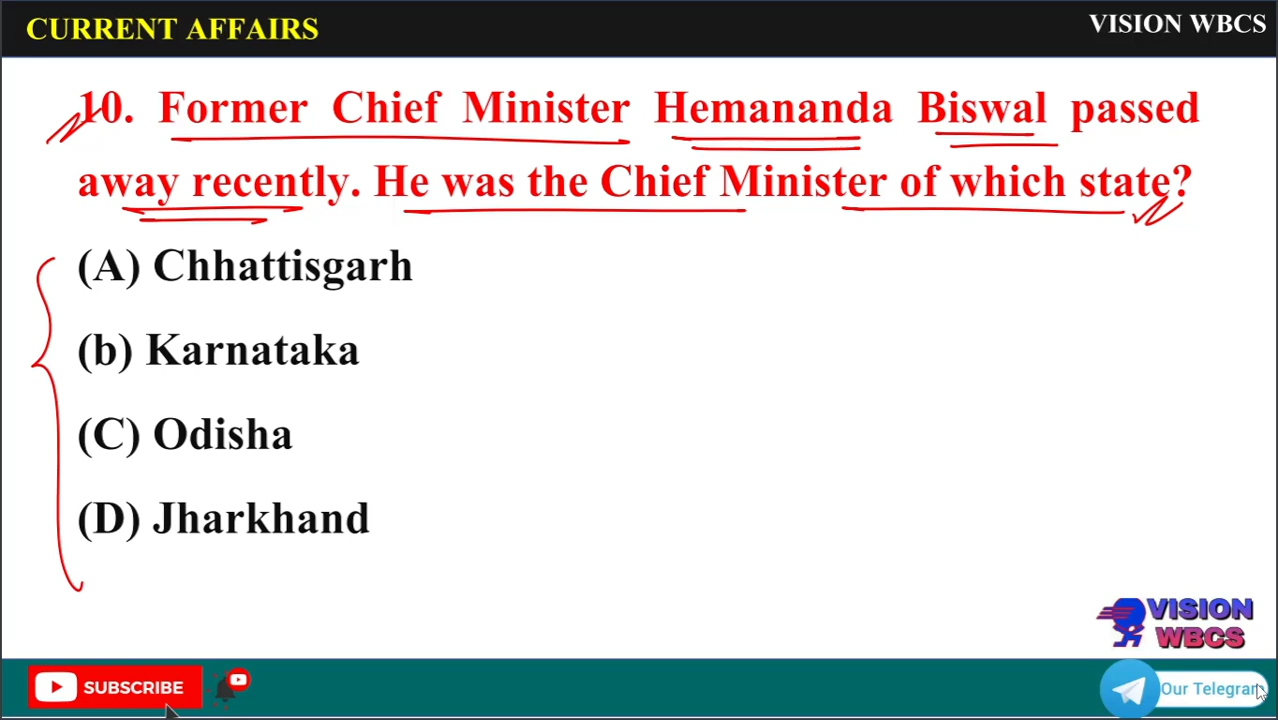 CURRENT AFFAIRS
VISION WBCS
10. Former Chief Minister Hemananda Biswal passed
away recently. He was the Chief Minister of which state?
(A) Chhattisgarh
(b) Karnataka
(C) Odisha
(D) Jharkhand
VISION
WBCS
SUBSCRIBE
Our Telegram